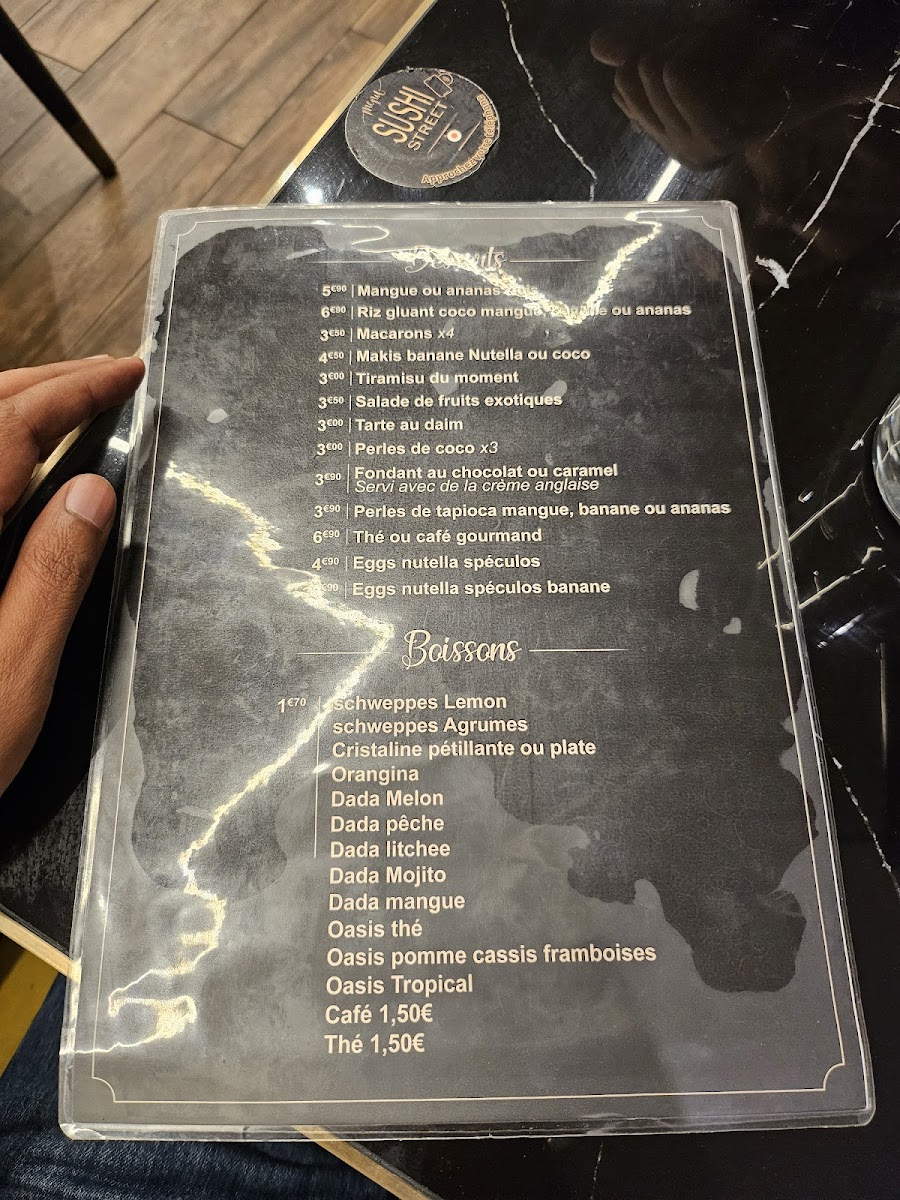 menu
SUSHI
STREET
Approchez votre téléphone
Desserts
5€90 Mangue ou ananas
6€90 Riz gluant coco mangue, ou ananas
3€50 Macarons x4
4€50 Makis banane Nutella ou coco
3€00 Tiramisu du moment
3€50 Salade de fruits exotiques
3€00 Tarte au daim
3€00 Perles de coco x3
3€90 Fondant au chocolat ou caramel
Servi avec de la crème anglaise
3€90 Perles de tapioca mangue, banane ou ananas
6€90 Thé ou café gourmand
4€90 Eggs nutella spéculos
€90 Eggs nutella spéculos banane
Boissons
1€70 schweppes Lemon
schweppes Agrumes
Cristaline pétillante ou plate
Orangina
Dada Melon
Dada pêche
Dada litchee
Dada Mojito
Dada mangue
Oasis thé
Oasis pomme cassis framboises
Oasis Tropical
Café 1,50€
Thé 1,50€